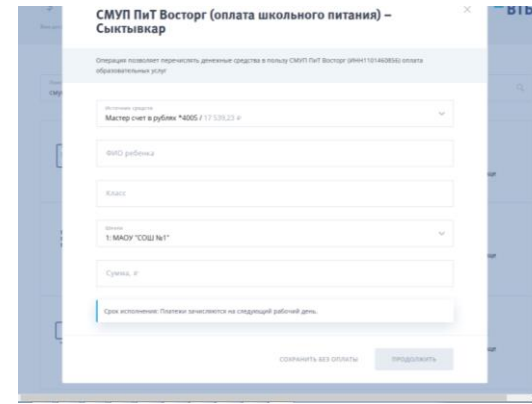 СМУП ПиТ Восторг (оплата школьного питания) –
Сыктывкар
ВТБ
Операция позволяет перечислить денежные средства в пользу СМУП ПиТ Восторг (ИНН1101460856) оплата
образовательных услуг
Источник средств
Мастер счет в рублях *4005 / 17 539,23 ₽
ФИО ребенка
Класс
Школа
1: МАОУ "СОШ №1"
Сумма, ₽
Срок исполнения: Платежи зачисляются на следующий рабочий день.
СОХРАНИТЬ БЕЗ ОПЛАТЫ
ПРОДОЛЖИТЬ